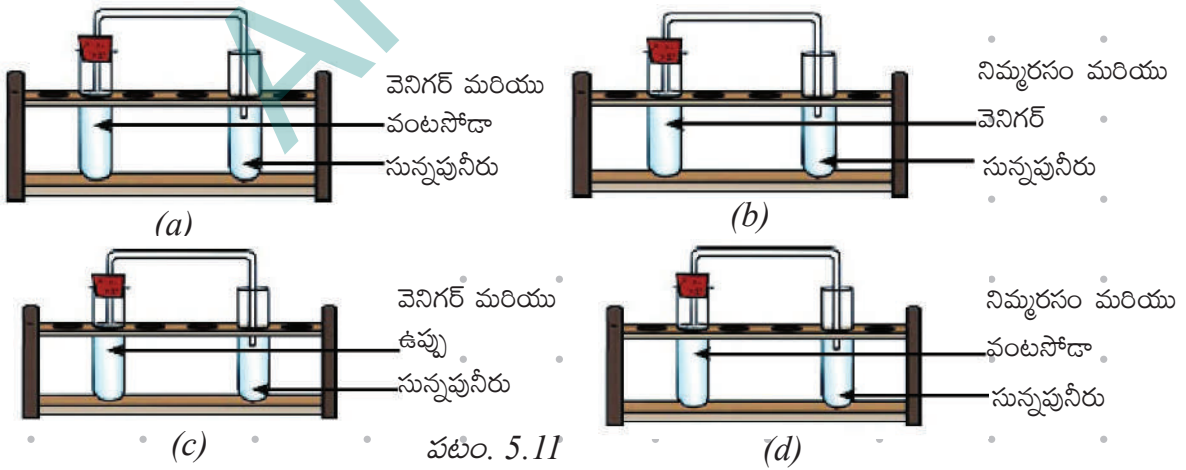 వెనిగర్ మరియు
వంటసోడా
సున్నపునీరు
(a)
నిమ్మరసం మరియు
వెనిగర్
సున్నపునీరు
(b)
వెనిగర్ మరియు
ఉప్పు
సున్నపునీరు
(c)
నిమ్మరసం మరియు
వంటసోడా
సున్నపునీరు
(d)
పటం. 5.11